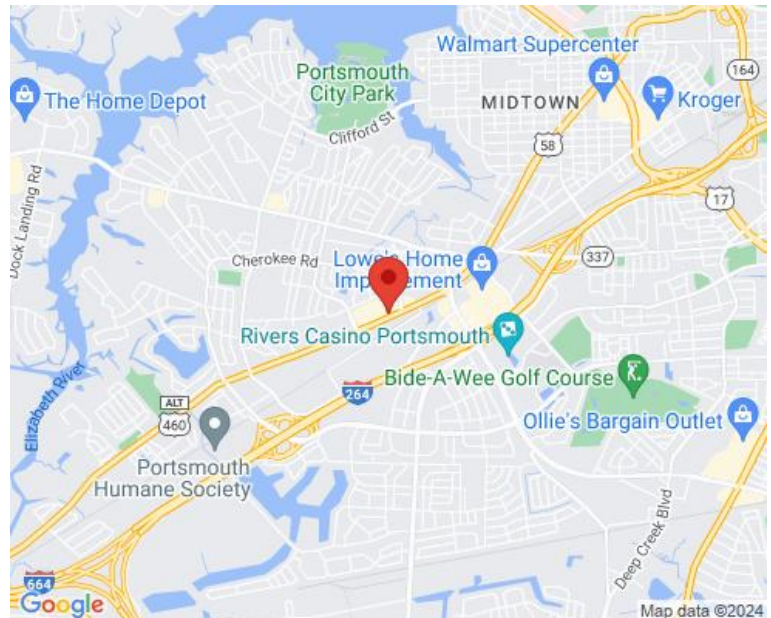 Walmart Supercenter
164
The Home Depot
Portsmouth
City Park
MIDTOWN
Kroger
Clifford St
58
Dock Landing Rd
17
Cherokee Rd
Lowe's Home
Improvement
337
Rivers Casino Portsmouth
Bide-A-Wee Golf Course
264
ALT
460
Ollie's Bargain Outlet
Elizabeth River
Portsmouth
Humane Society
Deep Creek Blvd
664
Google
Map data ©2024